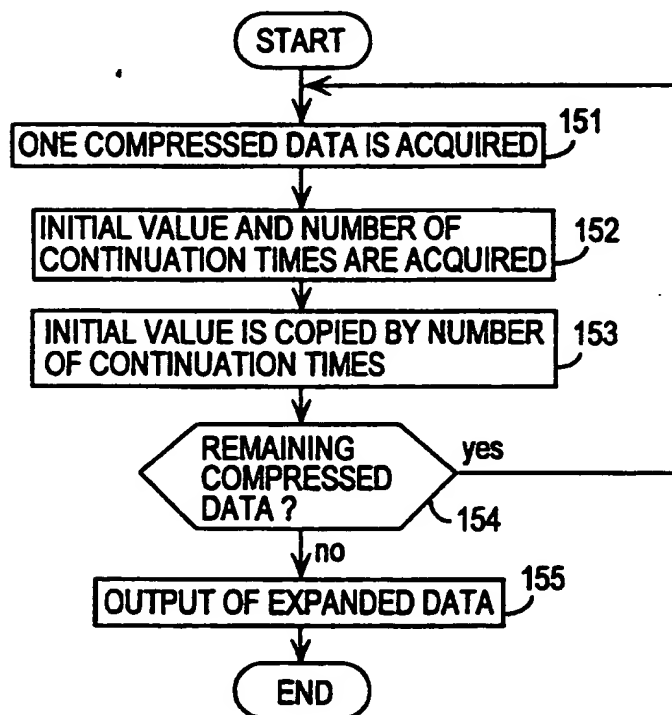 START
ONE COMPRESSED DATA IS ACQUIRED
151
INITIAL VALUE AND NUMBER OF
CONTINUATION TIMES ARE ACQUIRED
152
INITIAL VALUE IS COPIED BY NUMBER
OF CONTINUATION TIMES
153
REMAINING
COMPRESSED
DATA ?
yes
154
no
155
OUTPUT OF EXPANDED DATA
END